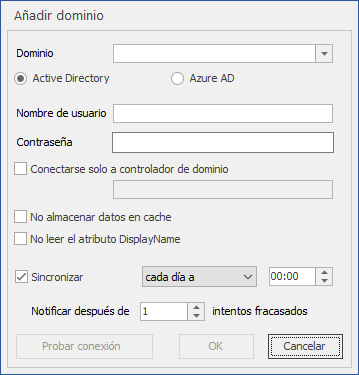 Añadir dominio
Dominio
Active Directory Azure AD
Nombre de usuario
Contraseña
Conectarse solo a controlador de dominio
No almacenar datos en cache
No leer el atributo DisplayName
Sincronizar cada día a 00:00
Notificar después de 1 intentos fracasados
Probar conexión OK Cancelar